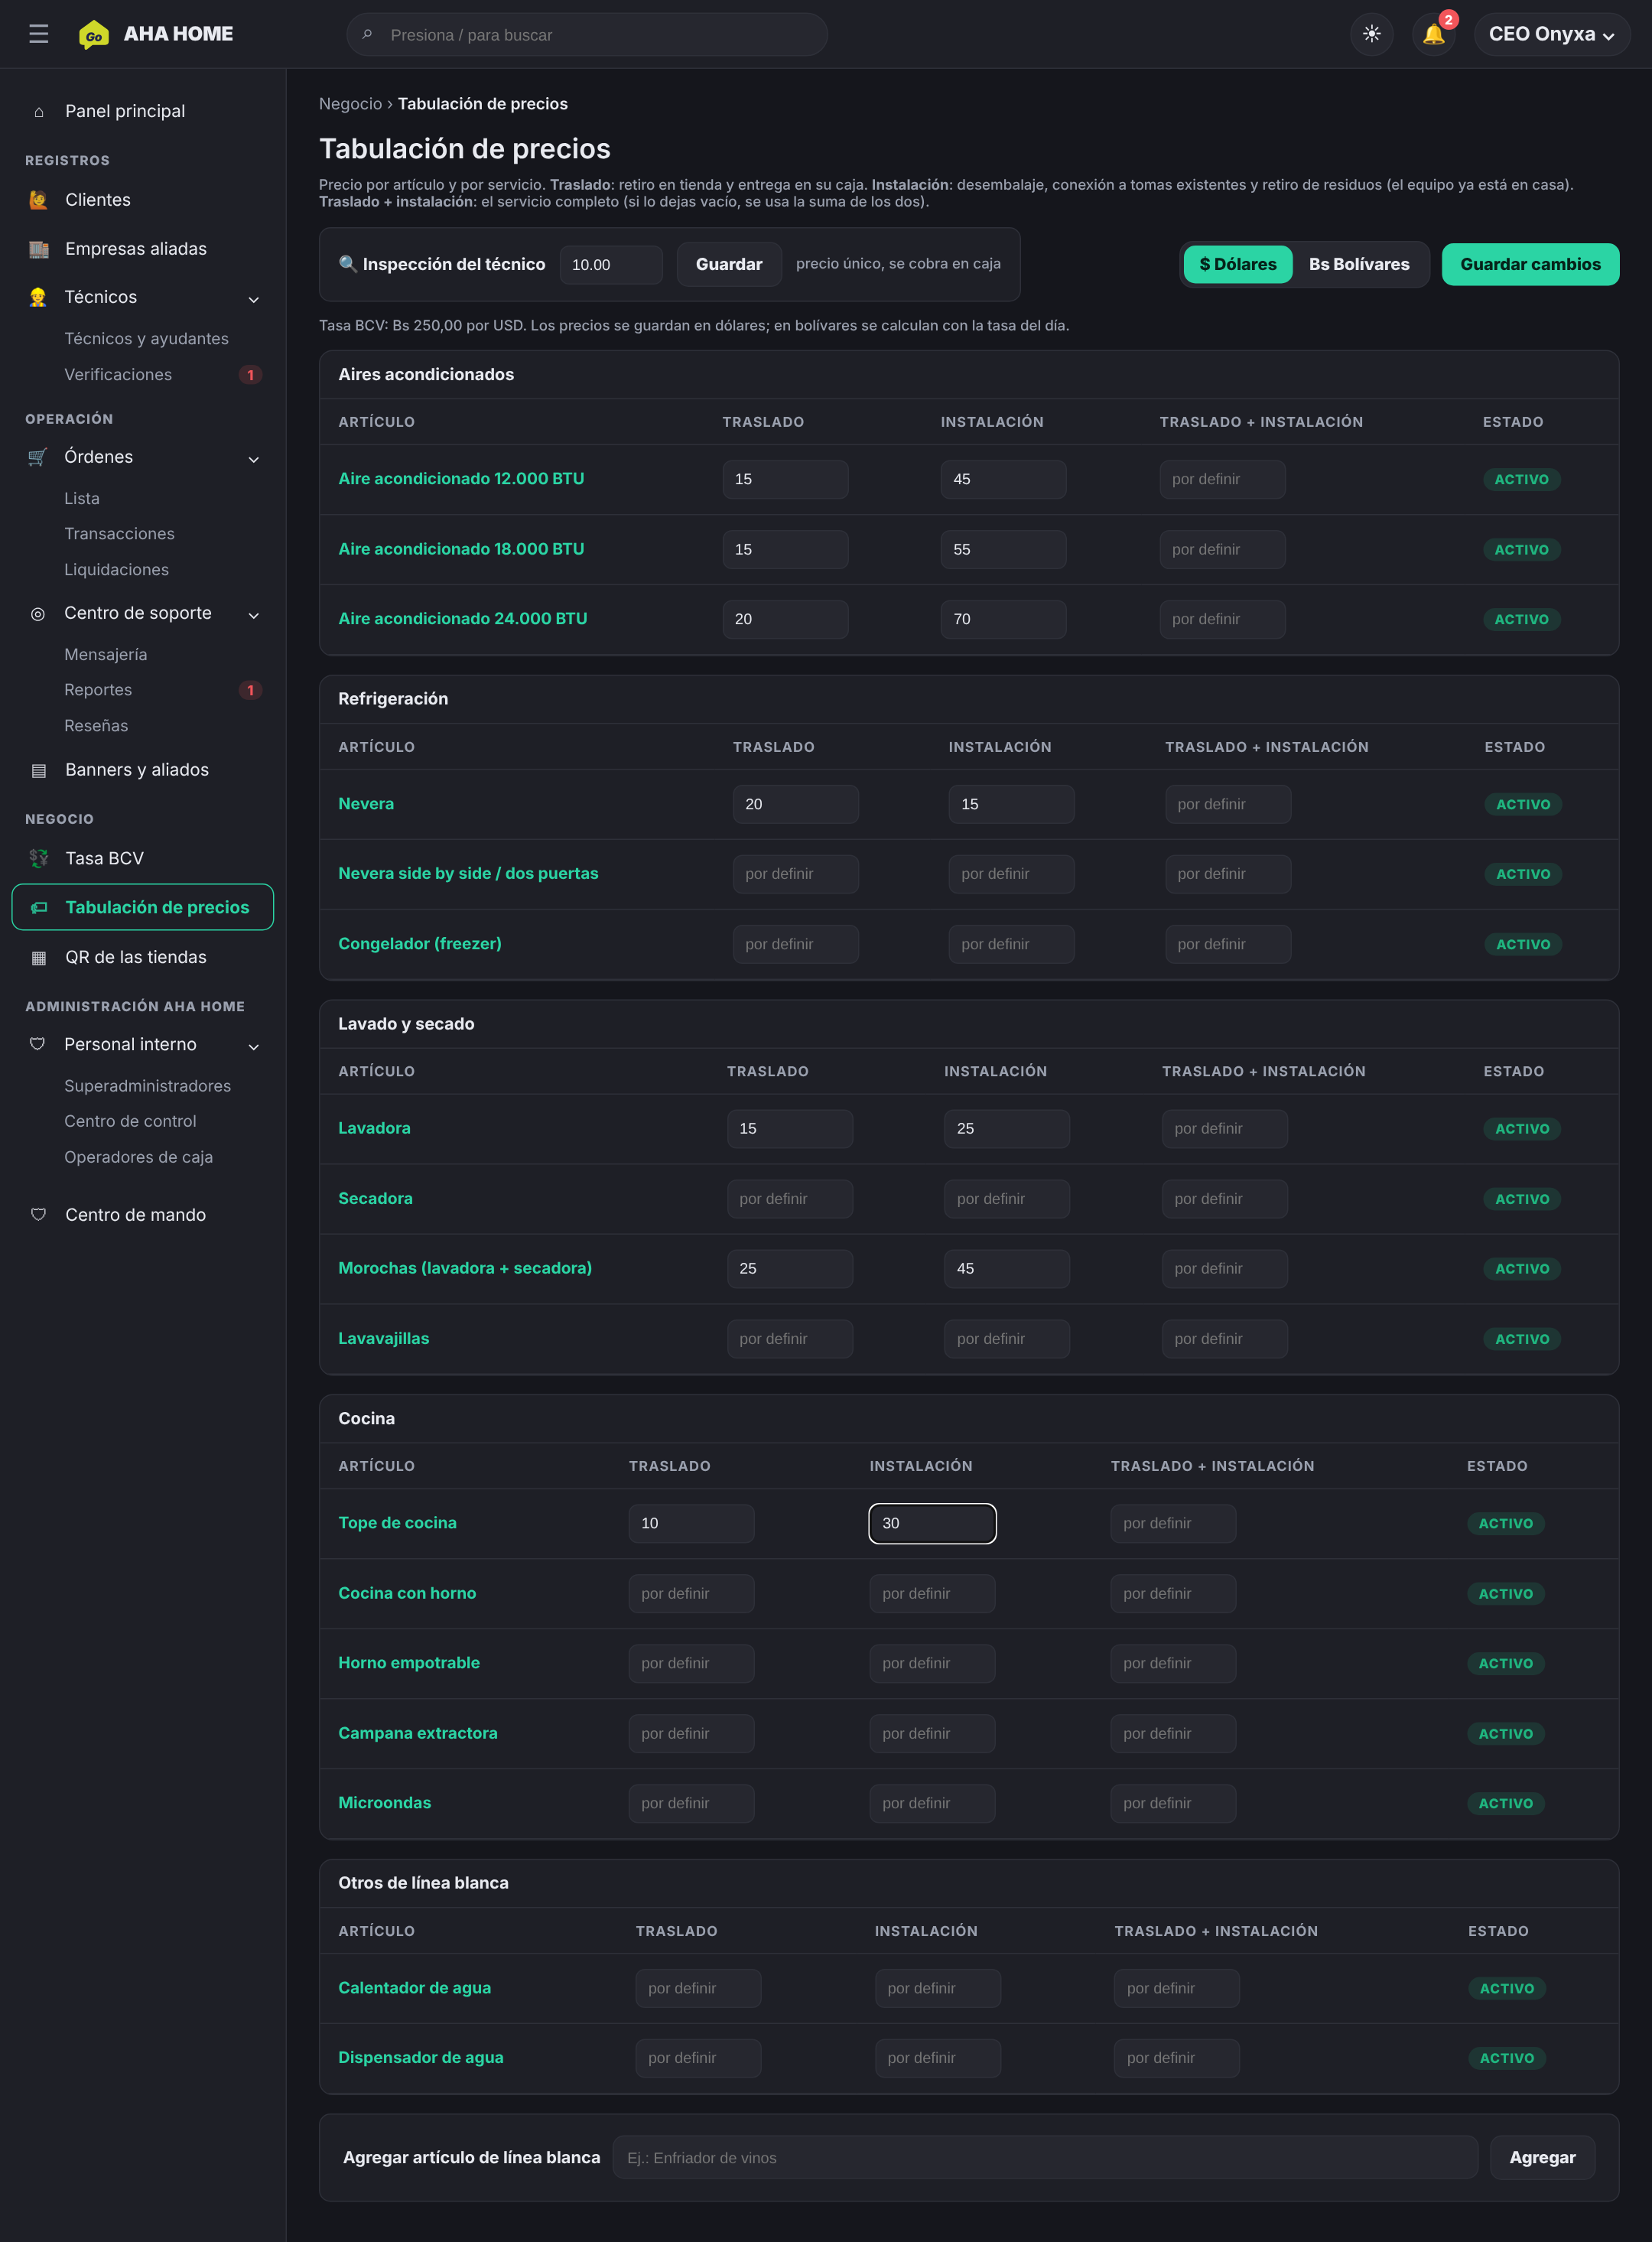 Go AHA HOME
Presiona / para buscar
2
CEO Onyxa
Panel principal
REGISTROS
Clientes
Empresas aliadas
Técnicos
Técnicos y ayudantes
Verificaciones 1
OPERACIÓN
Órdenes
Lista
Transacciones
Liquidaciones
Centro de soporte
Mensajería
Reportes 1
Reseñas
Banners y aliados
NEGOCIO
Tasa BCV
Tabulación de precios
QR de las tiendas
ADMINISTRACIÓN AHA HOME
Personal interno
Superadministradores
Centro de control
Operadores de caja
Centro de mando
Negocio › Tabulación de precios
Tabulación de precios
Precio por artículo y por servicio. Traslado: retiro en tienda y entrega en su caja. Instalación: desembalaje, conexión a tomas existentes y retiro de residuos (el equipo ya está en casa).
Traslado + instalación: el servicio completo (si lo dejas vacío, se usa la suma de los dos).
Inspección del técnico 10.00 Guardar precio único, se cobra en caja
$ Dólares Bs Bolívares Guardar cambios
Tasa BCV: Bs 250,00 por USD. Los precios se guardan en dólares; en bolívares se calculan con la tasa del día.
Aires acondicionados
ARTÍCULO TRASLADO INSTALACIÓN TRASLADO + INSTALACIÓN ESTADO
Aire acondicionado 12.000 BTU 15 45 por definir ACTIVO
Aire acondicionado 18.000 BTU 15 55 por definir ACTIVO
Aire acondicionado 24.000 BTU 20 70 por definir ACTIVO
Refrigeración
ARTÍCULO TRASLADO INSTALACIÓN TRASLADO + INSTALACIÓN ESTADO
Nevera 20 15 por definir ACTIVO
Nevera side by side / dos puertas por definir por definir por definir ACTIVO
Congelador (freezer) por definir por definir por definir ACTIVO
Lavado y secado
ARTÍCULO TRASLADO INSTALACIÓN TRASLADO + INSTALACIÓN ESTADO
Lavadora 15 25 por definir ACTIVO
Secadora por definir por definir por definir ACTIVO
Morochas (lavadora + secadora) 25 45 por definir ACTIVO
Lavavajillas por definir por definir por definir ACTIVO
Cocina
ARTÍCULO TRASLADO INSTALACIÓN TRASLADO + INSTALACIÓN ESTADO
Tope de cocina 10 30 por definir ACTIVO
Cocina con horno por definir por definir por definir ACTIVO
Horno empotrable por definir por definir por definir ACTIVO
Campana extractora por definir por definir por definir ACTIVO
Microondas por definir por definir por definir ACTIVO
Otros de línea blanca
ARTÍCULO TRASLADO INSTALACIÓN TRASLADO + INSTALACIÓN ESTADO
Calentador de agua por definir por definir por definir ACTIVO
Dispensador de agua por definir por definir por definir ACTIVO
Agregar artículo de línea blanca Ej.: Enfriador de vinos Agregar